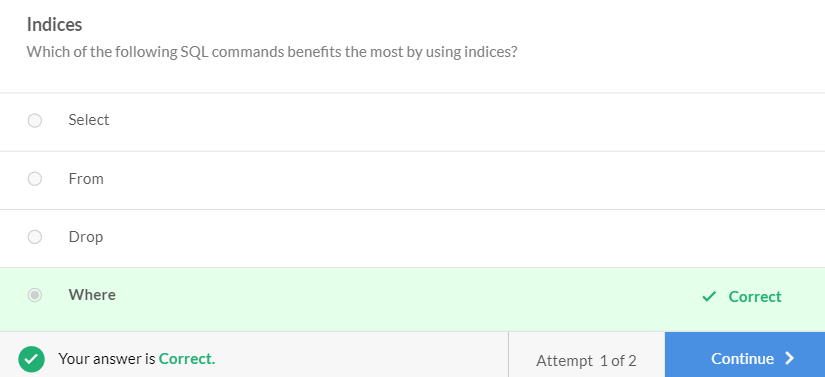 Indices
Which of the following SQL commands benefits the most by using indices?
Select
From
Drop
Where Correct
Your answer is Correct. Attempt 1 of 2 Continue